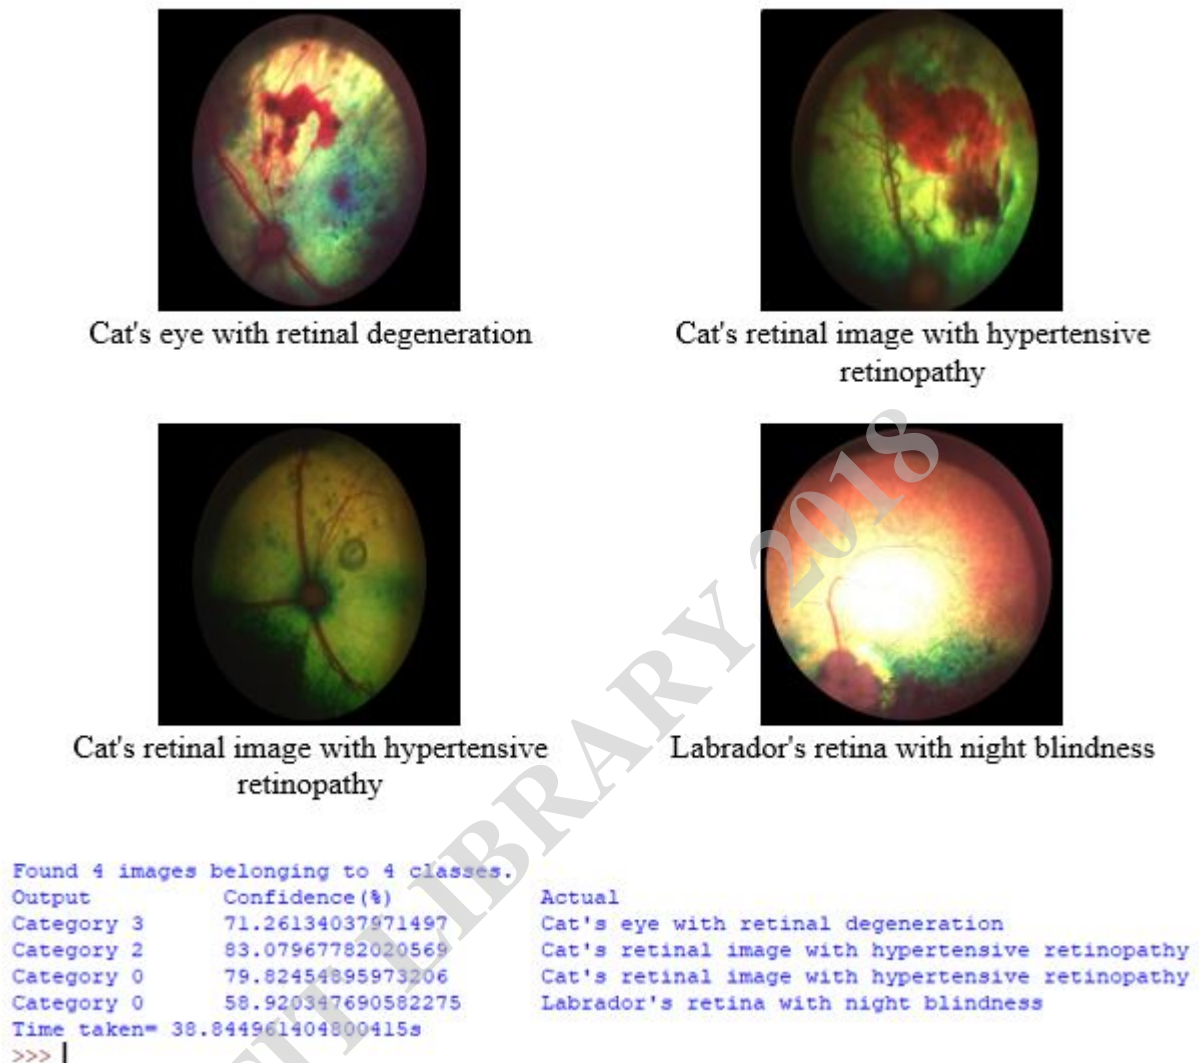 Cat's eye with retinal degeneration
Cat's retinal image with hypertensive
retinopathy
Cat's retinal image with hypertensive
retinopathy
Labrador's retina with night blindness
LIBRARY 2018
Found 4 images belonging to 4 classes.
Output Confidence(%) Actual
Category 3 71.26134037971497 Cat's eye with retinal degeneration
Category 2 83.07967782020569 Cat's retinal image with hypertensive retinopathy
Category 0 79.82454895973206 Cat's retinal image with hypertensive retinopathy
Category 0 58.920347690582275 Labrador's retina with night blindness
Time taken= 38.844961404800415s
>>>